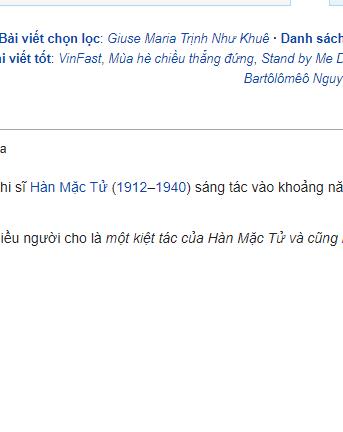 Bài viết chọn lọc: Giuse Maria Trịnh Như Khuê · Danh sách
i viết tốt: VinFast, Mùa hè chiều thẳng đứng, Stand by Me D
Bartôlômêô Nguy
a
hi sĩ Hàn Mặc Tử (1912–1940) sáng tác vào khoảng nă
iều người cho là một kiệt tác của Hàn Mặc Tử và cũng